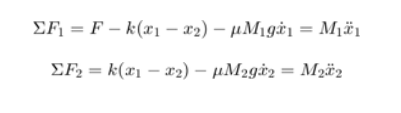 ΣF₁ = F − k(x₁ − x₂) − μM₁gẋ₁ = M₁ẍ₁
ΣF₂ = k(x₁ − x₂) − μM₂gẋ₂ = M₂ẍ₂